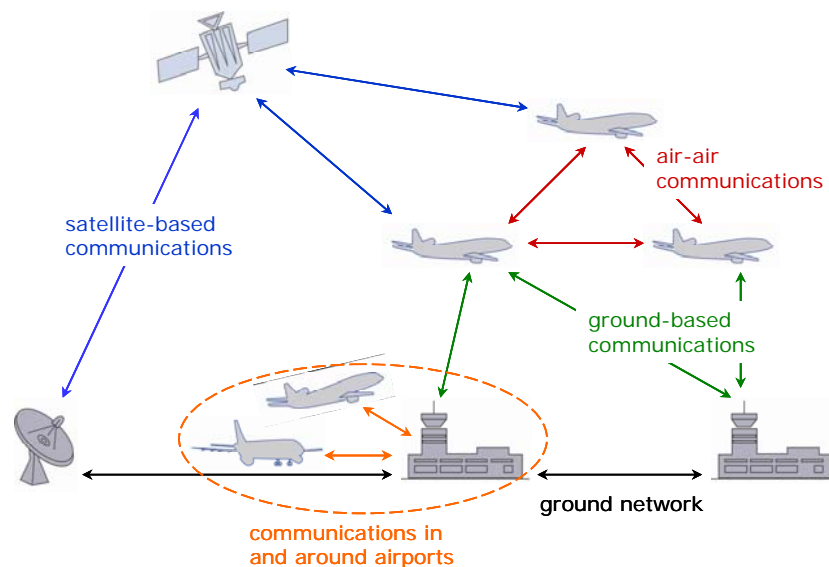 air-air
communications
satellite-based
communications
ground-based
communications
ground network
communications in
and around airports